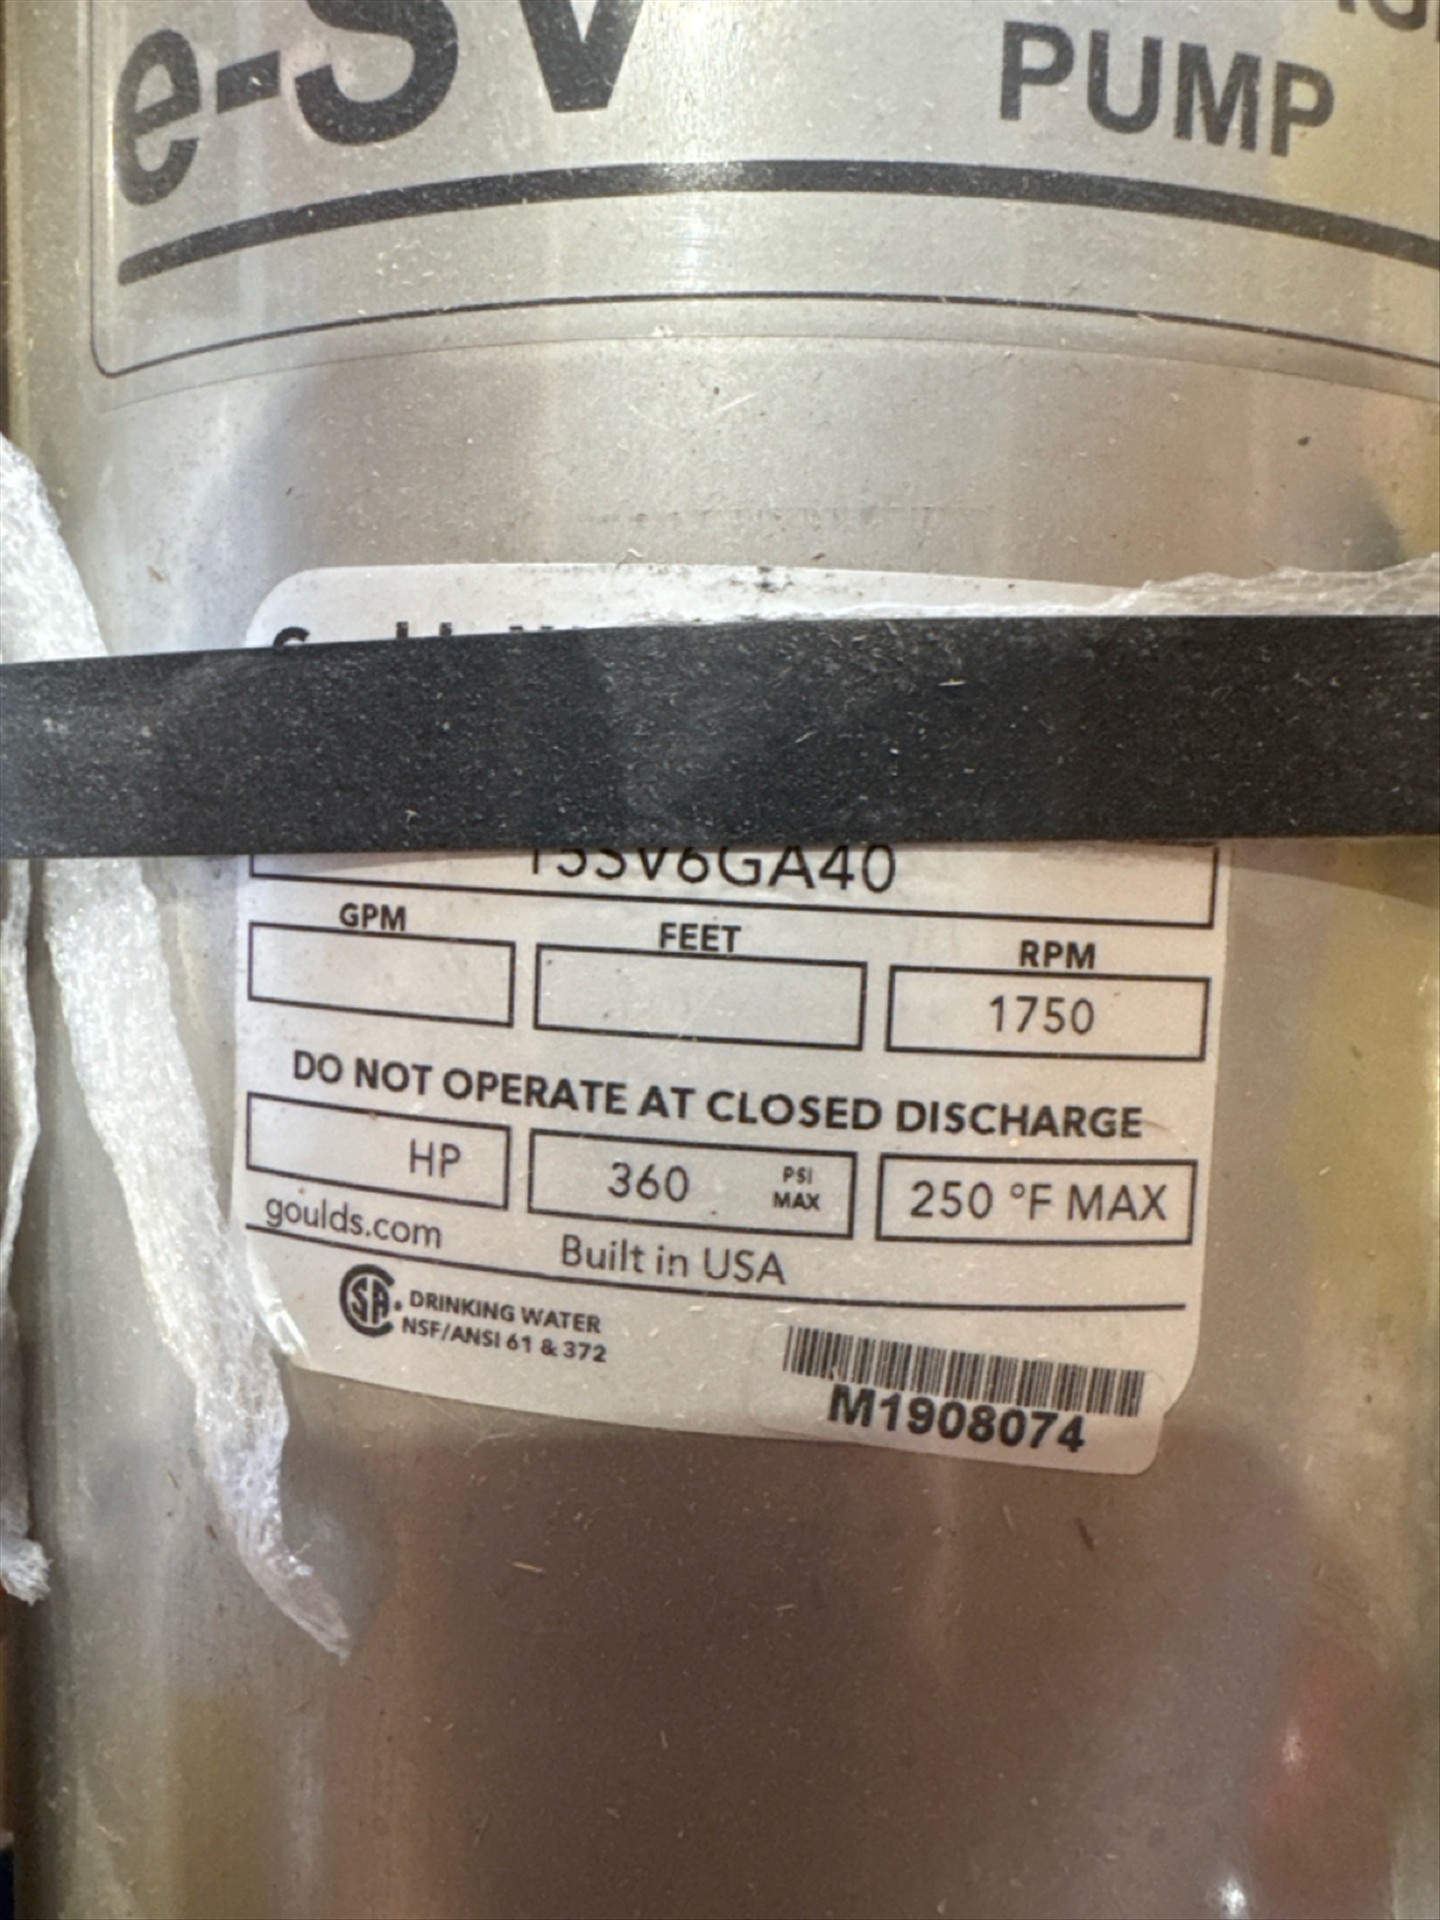 e-SV
PUMP
15SV6GA40
GPM
FEET
RPM
1750
DO NOT OPERATE AT CLOSED DISCHARGE
HP
360 PSI MAX
250 °F MAX
goulds.com
Built in USA
SA. DRINKING WATER
NSF/ANSI 61 & 372
M1908074